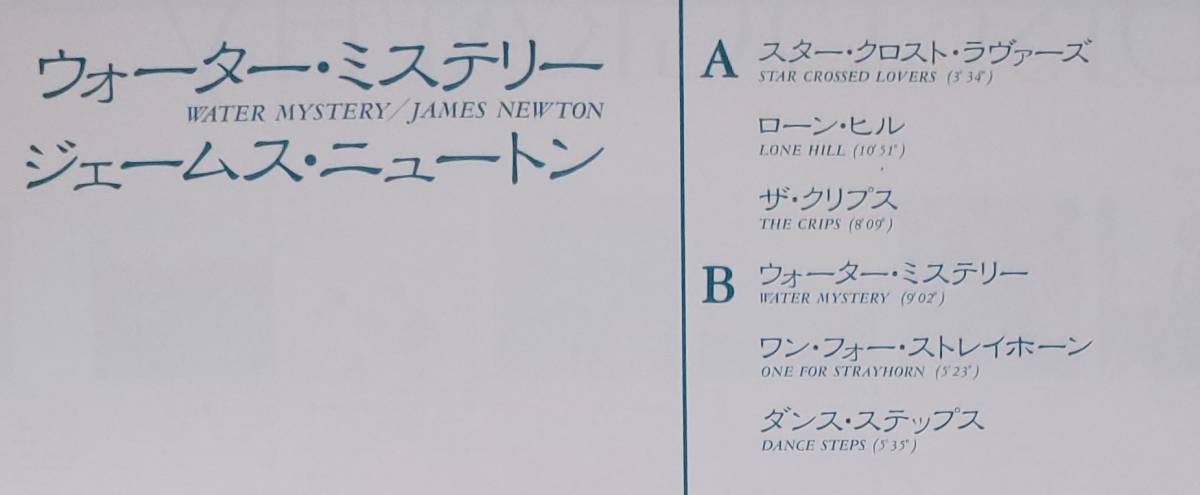 ウォーター・ミステリー
WATER MYSTERY/JAMES NEWTON
ジェームス・ニュートン
A スター・クロスト・ラヴァーズ
STAR CROSSED LOVERS (3'34")
ローン・ヒル
LONE HILL (10'51")
ザ・クリプス
THE CRIPS (8'09")
B ウォーター・ミステリー
WATER MYSTERY (9'02")
ワン・フォー・ストレイホーン
ONE FOR STRAYHORN (5'23")
ダンス・ステップス
DANCE STEPS (5'35")